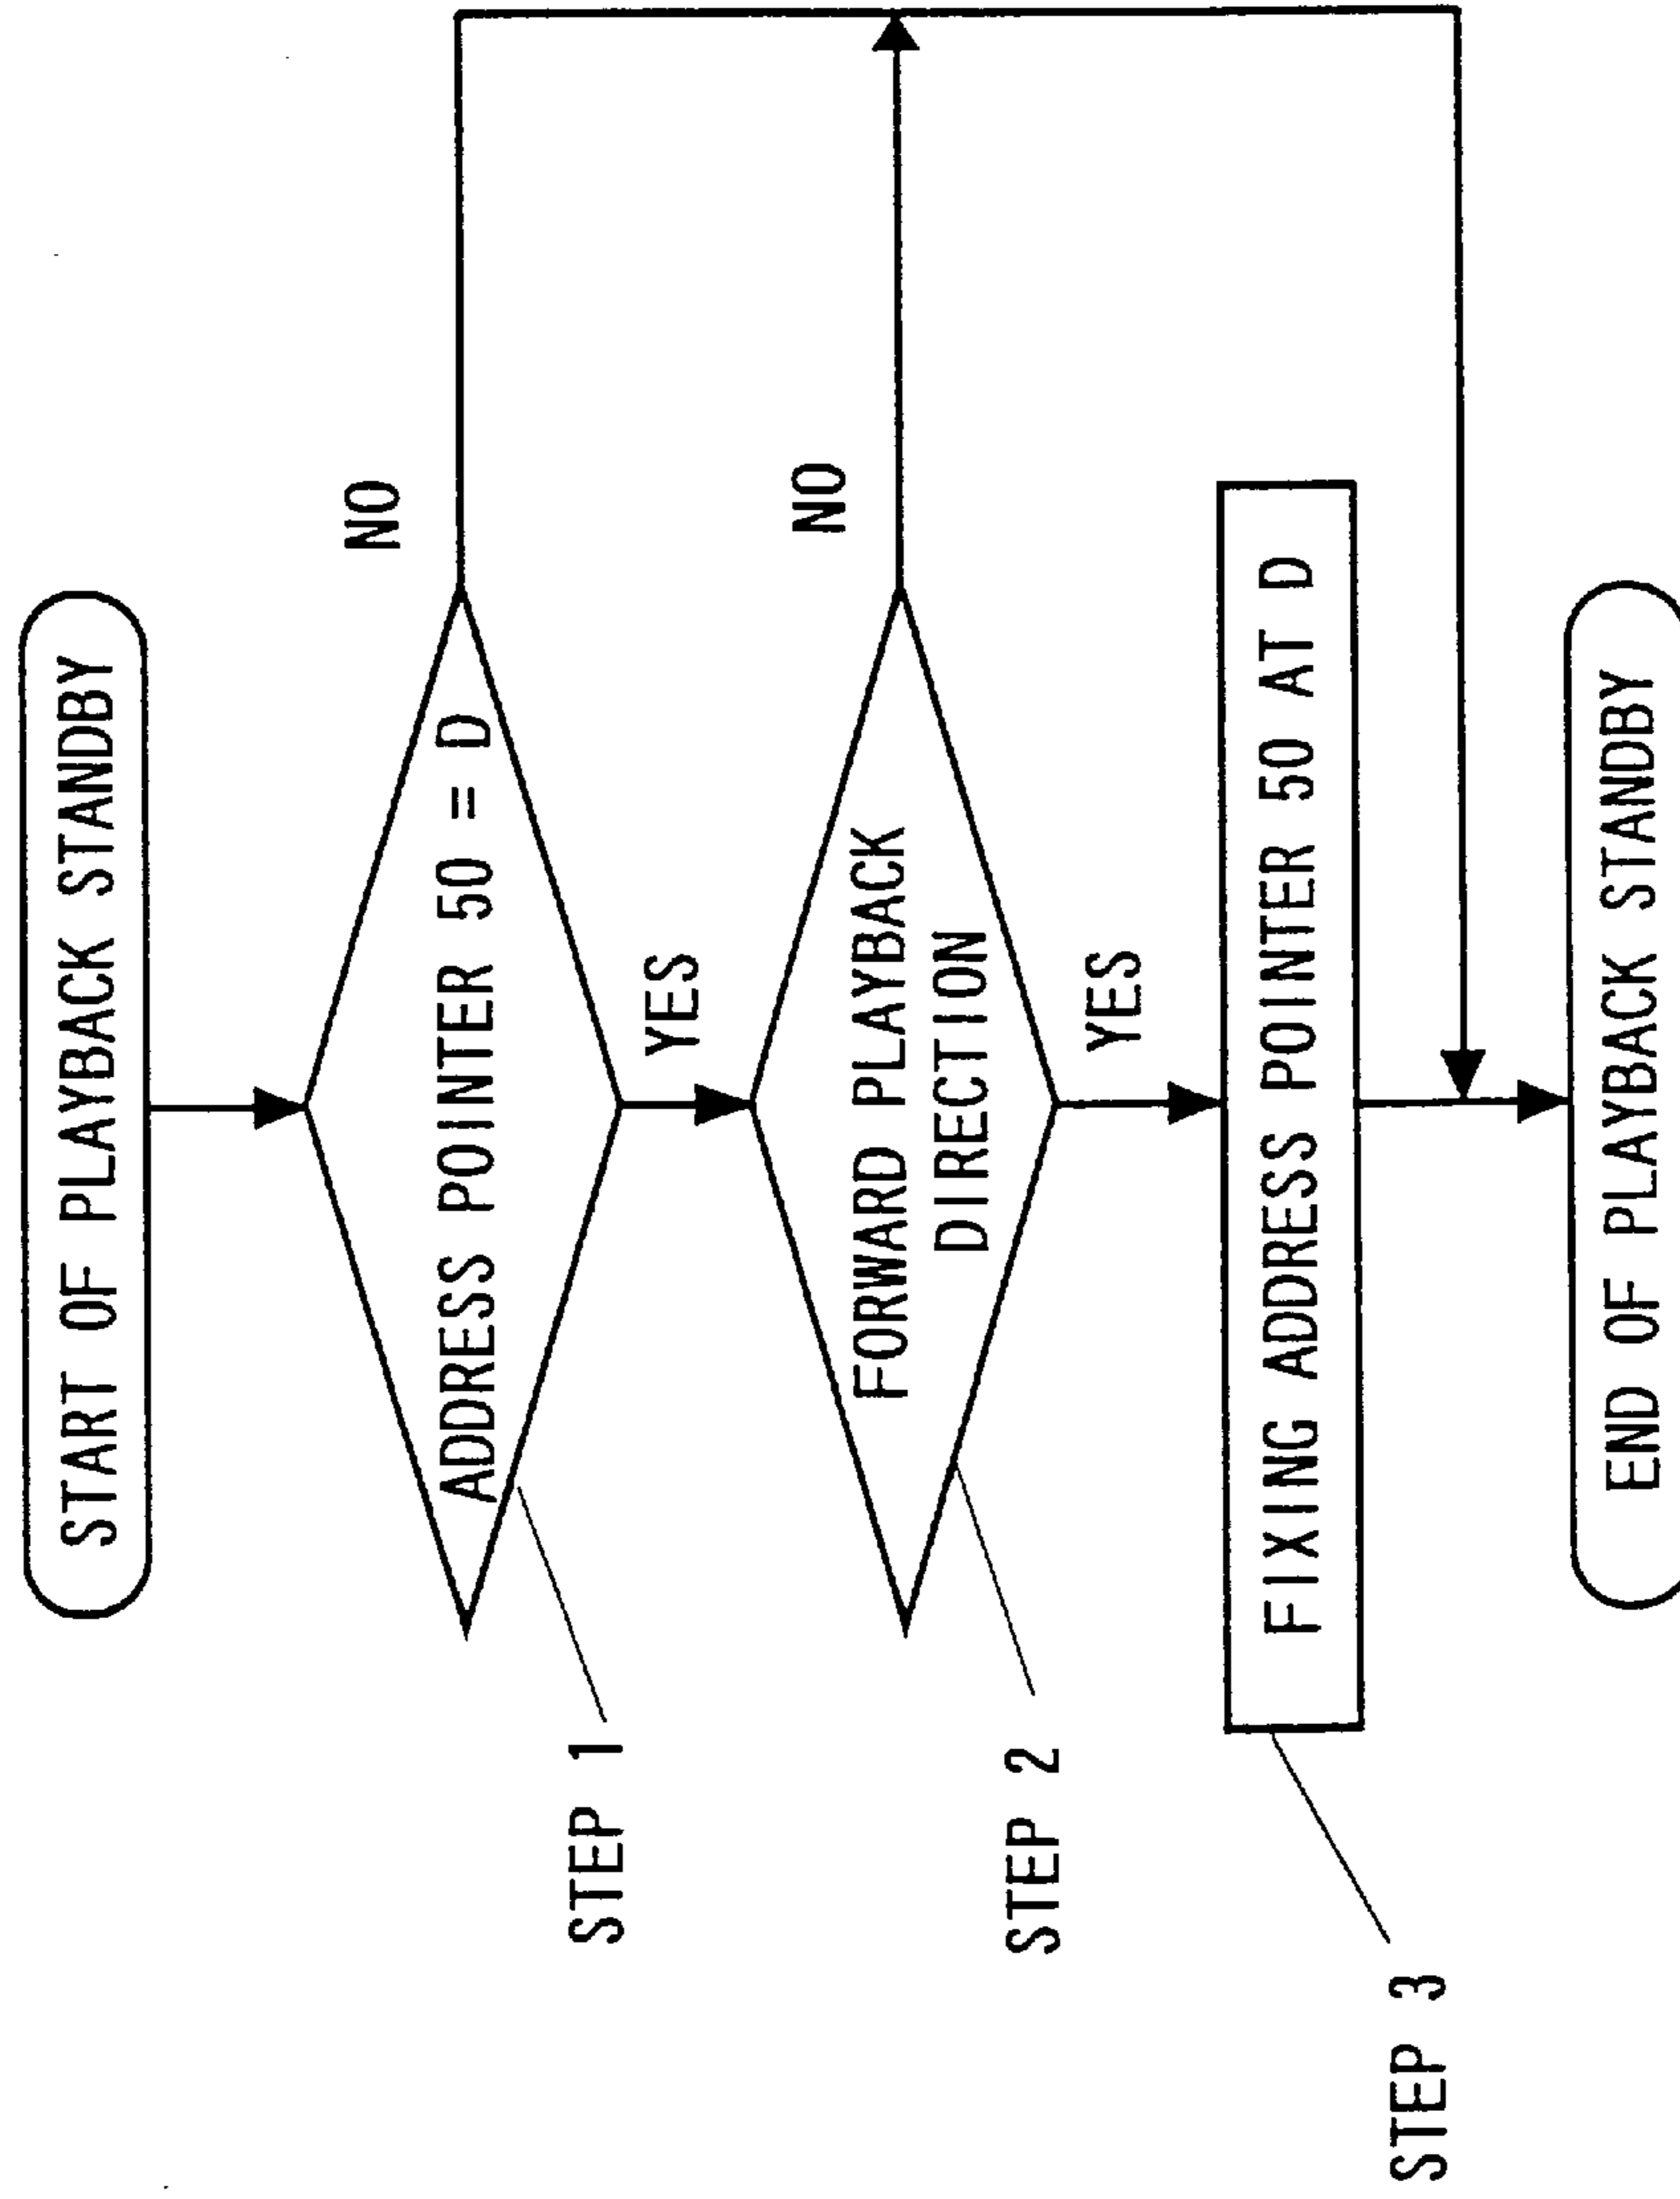 START OF PLAYBACK STANDBY
ADDRESS POINTER 50 = D
NO
STEP 1
YES
FORWARD PLAYBACK
DIRECTION
NO
STEP 2
YES
FIXING ADDRESS POINTER 50 AT D
STEP 3
END OF PLAYBACK STANDBY